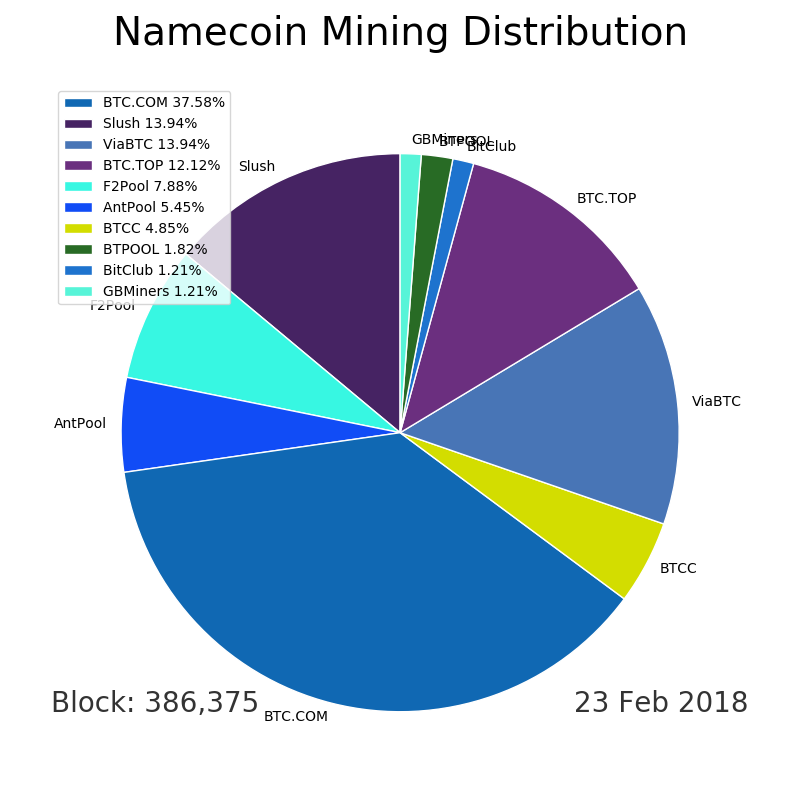 Namecoin Mining Distribution
BTC.COM 37.58%
Slush 13.94%
ViaBTC 13.94%
BTC.TOP 12.12%
F2Pool 7.88%
AntPool 5.45%
BTCC 4.85%
BTPOOL 1.82%
BitClub 1.21%
GBMiners 1.21%
GBMiners
BTPOOL
BitClub
Slush
BTC.TOP
F2Pool
ViaBTC
AntPool
BTCC
BTC.COM
Block: 386,375
23 Feb 2018